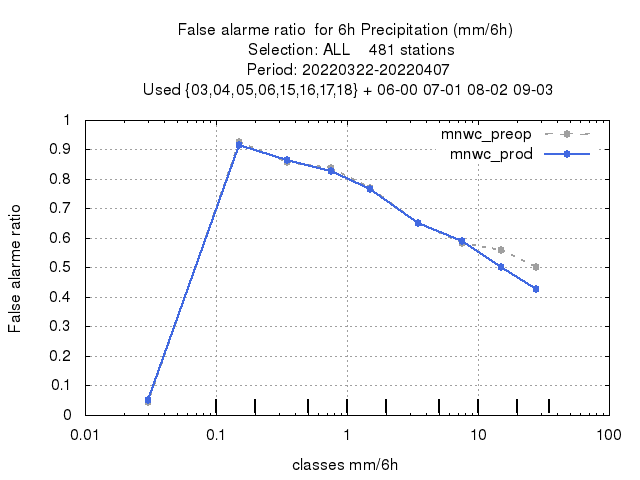 False alarme ratio  for 6h Precipitation (mm/6h)
Selection: ALL    481 stations
Period: 20220322-20220407
Used {03,04,05,06,15,16,17,18} + 06-00 07-01 08-02 09-03
mnwc_preop
mnwc_prod
1
0.9
0.8
0.7
0.6
0.5
0.4
0.3
0.2
0.1
0
False alarme ratio
0.01 0.1 1 10 100
classes mm/6h